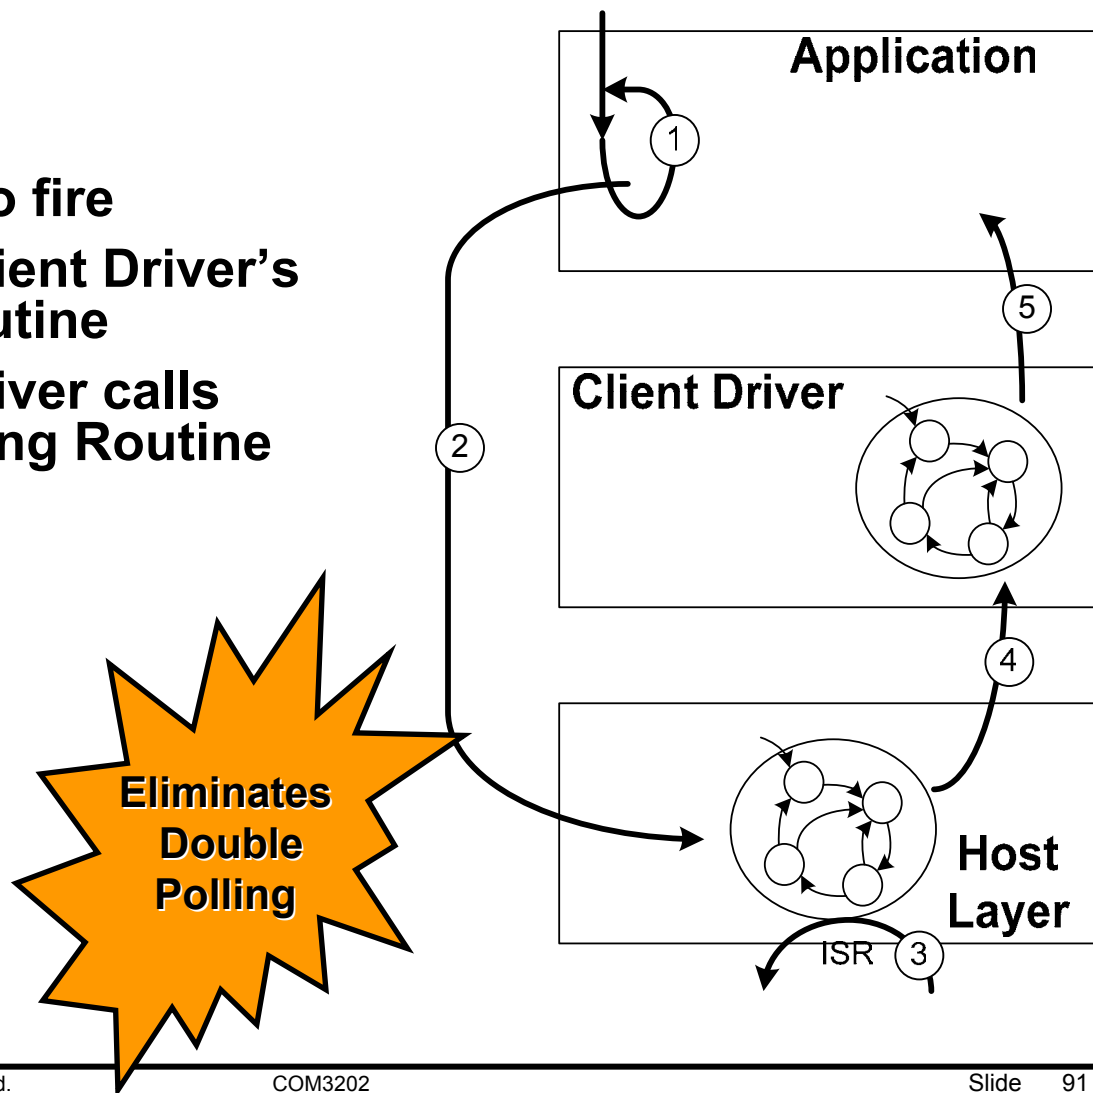 o fire
ient Driver’s
utine
iver calls
ng Routine
Application
1
2
5
Client Driver
4
Host
Layer
ISR
3
Eliminates
Double
Polling
d.
COM3202
Slide 91